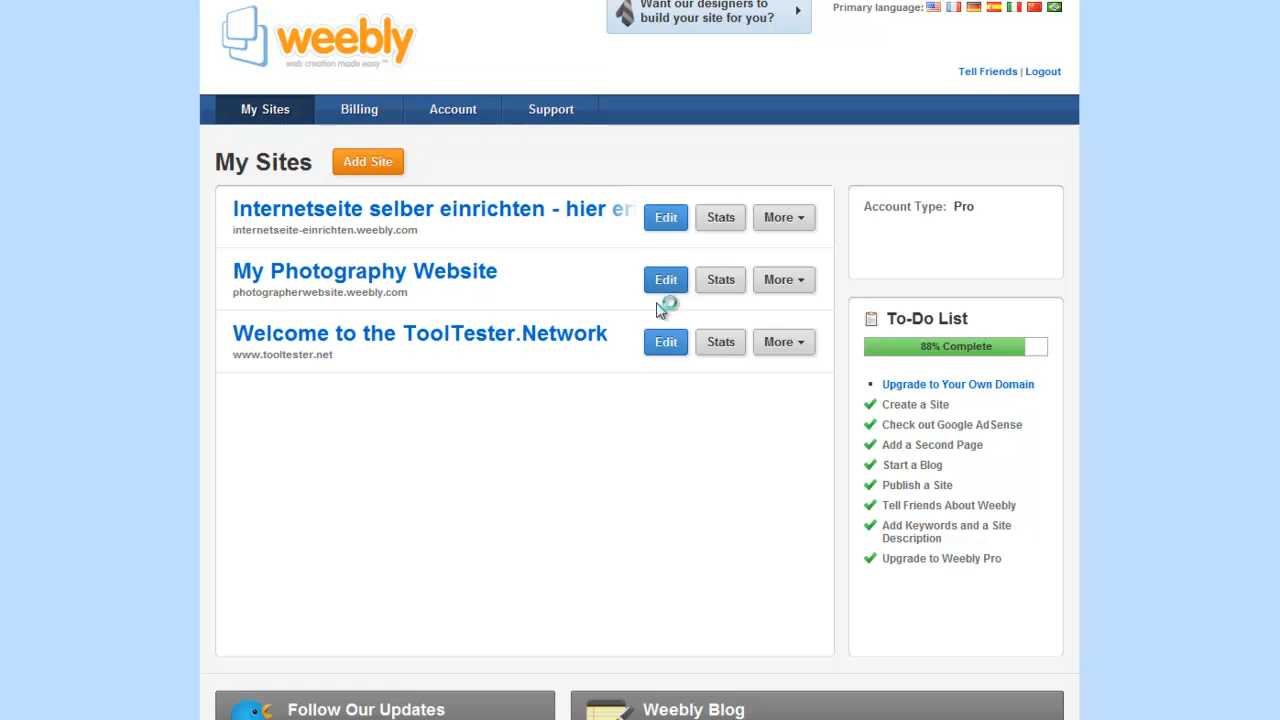 Want our designers to
build your site for you?
Primary language:
weebly
web creation made easy™
Tell Friends | Logout
My Sites Billing Account Support
My Sites Add Site
Internetseite selber einrichten - hier er
internetseite-einrichten.weebly.com
Edit Stats More
My Photography Website
photographerwebsite.weebly.com
Edit Stats More
Welcome to the ToolTester.Network
www.tooltester.net
Edit Stats More
Account Type: Pro
To-Do List
88% Complete
Upgrade to Your Own Domain
Create a Site
Check out Google AdSense
Add a Second Page
Start a Blog
Publish a Site
Tell Friends About Weebly
Add Keywords and a Site
Description
Upgrade to Weebly Pro
Follow Our Updates
Weebly Blog